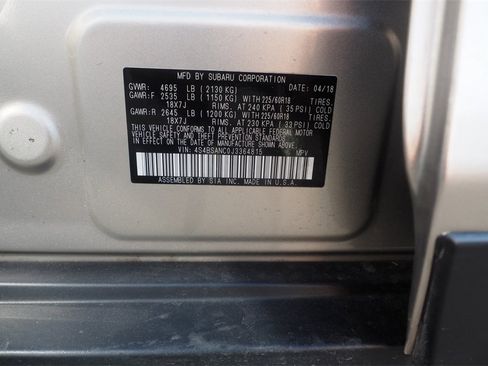 MFD BY SUBARU CORPORATION
GVWR: 4695 LB (2130 KG) DATE: 04/18
GAWR:F 2535 LB (1150 KG) WITH 225/60R18 TIRES,
18X7J RIMS, AT 240 KPA (35 PSI) COLD
GAWR:R 2645 LB (1200 KG) WITH 225/60R18 TIRES,
18X7J RIMS, AT 230 KPA (33 PSI) COLD
THIS VEHICLE CONFORMS TO ALL APPLICABLE FEDERAL MOTOR
VEHICLE SAFETY AND THEFT PREVENTION STANDARDS IN
EFFECT ON THE DATE OF MANUFACTURE SHOWN ABOVE.
VIN: 4S4BSANC0J3364815 MPV
ASSEMBLED BY SIA INC. MADE IN U.S.A.